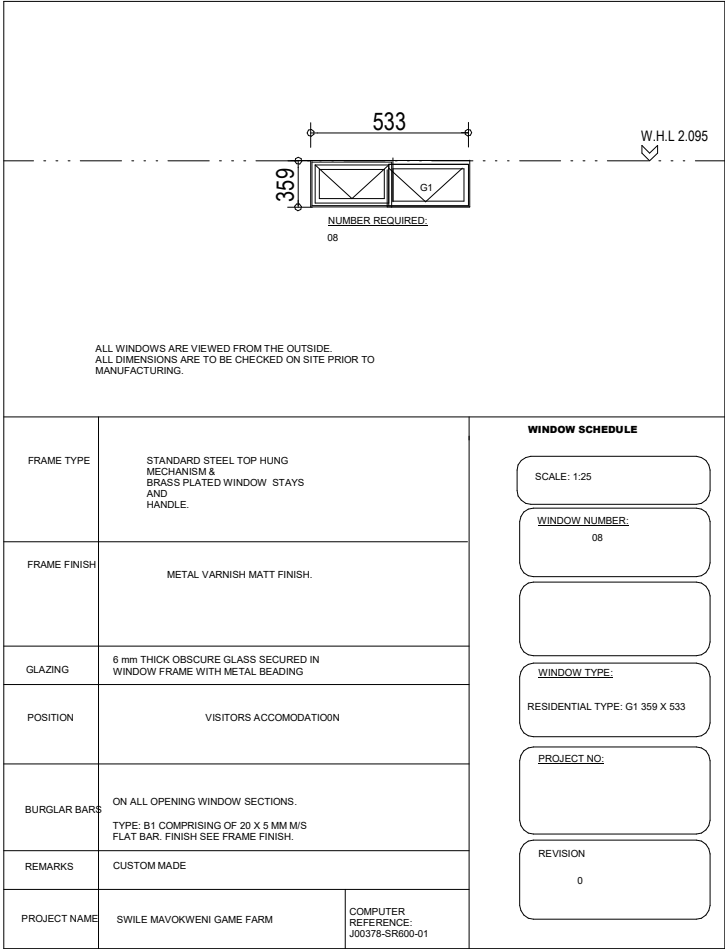 533
W.H.L 2.095
359
G1
NUMBER REQUIRED:
08
ALL WINDOWS ARE VIEWED FROM THE OUTSIDE.
ALL DIMENSIONS ARE TO BE CHECKED ON SITE PRIOR TO
MANUFACTURING.
FRAME TYPE
STANDARD STEEL TOP HUNG
MECHANISM &
BRASS PLATED WINDOW STAYS
AND
HANDLE.
FRAME FINISH
METAL VARNISH MATT FINISH.
GLAZING
6 mm THICK OBSCURE GLASS SECURED IN
WINDOW FRAME WITH METAL BEADING
POSITION
VISITORS ACCOMODATIO0N
BURGLAR BARS
ON ALL OPENING WINDOW SECTIONS.
TYPE: B1 COMPRISING OF 20 X 5 MM M/S
FLAT BAR. FINISH SEE FRAME FINISH.
REMARKS
CUSTOM MADE
PROJECT NAME
SWILE MAVOKWENI GAME FARM
COMPUTER
REFERENCE:
J00378-SR600-01
WINDOW SCHEDULE
SCALE: 1:25
WINDOW NUMBER:
08
WINDOW TYPE:
RESIDENTIAL TYPE: G1 359 X 533
PROJECT NO:
REVISION
0